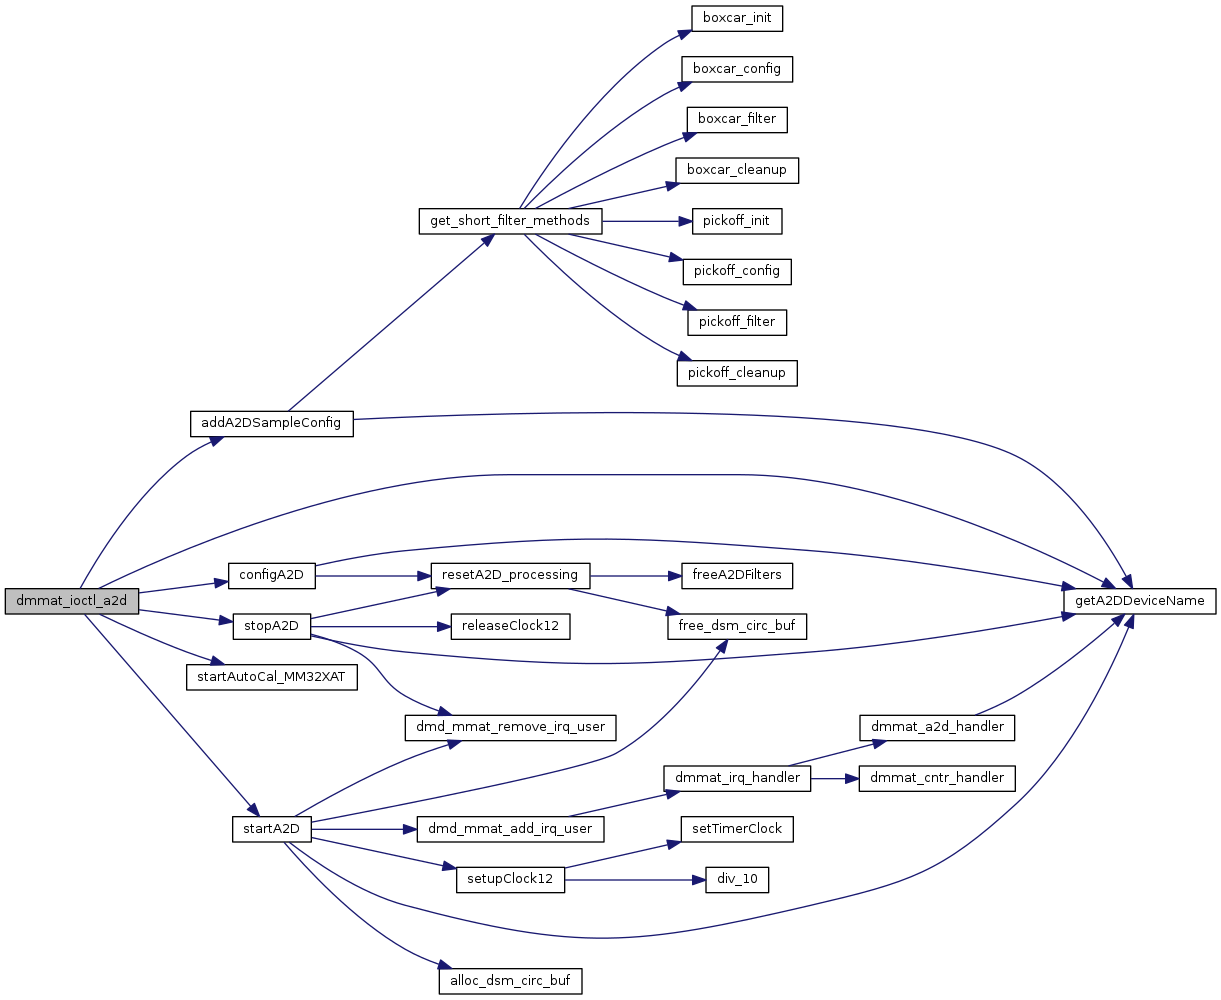 boxcar_init
boxcar_config
boxcar_filter
boxcar_cleanup
get_short_filter_methods
pickoff_init
pickoff_config
pickoff_filter
pickoff_cleanup
addA2DSampleConfig
configA2D
resetA2D_processing
freeA2DFilters
dmmat_ioctl_a2d
getA2DDeviceName
stopA2D
releaseClock12
free_dsm_circ_buf
startAutoCal_MM32XAT
dmd_mmat_remove_irq_user
dmmat_a2d_handler
dmmat_irq_handler
dmmat_cntr_handler
startA2D
dmd_mmat_add_irq_user
setTimerClock
setupClock12
div_10
alloc_dsm_circ_buf